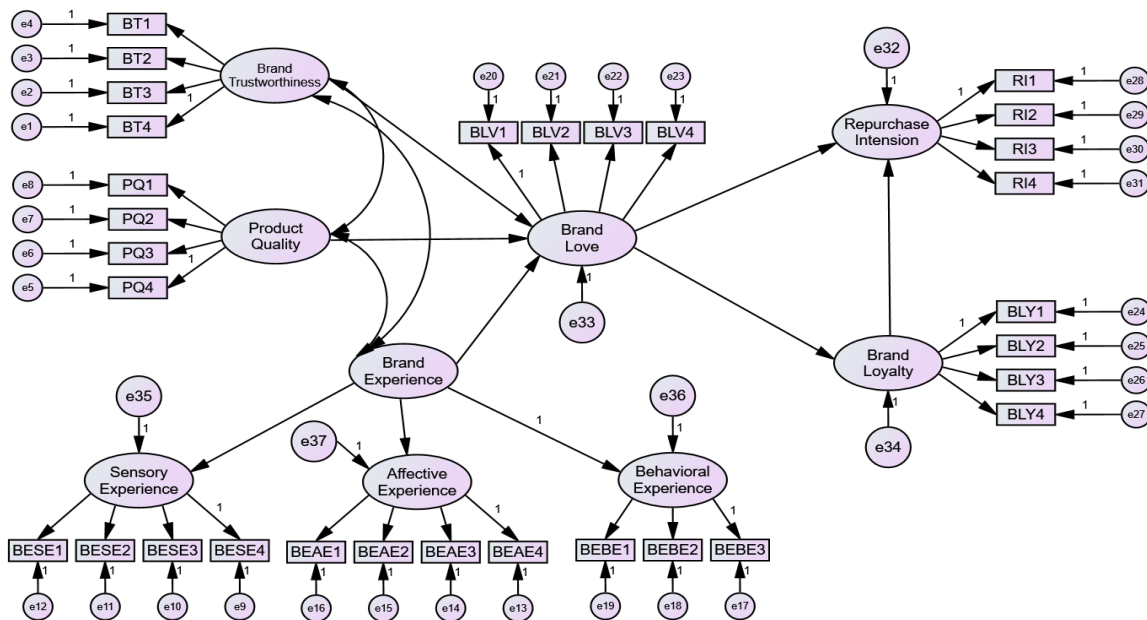 e4
1
BT1
e3
1
BT2
e2
1
BT3
e1
1
BT4
1
Brand
Trustworthiness
e8
1
PQ1
e7
1
PQ2
e6
1
PQ3
e5
1
PQ4
1
Product
Quality
e20
e21
e22
e23
1
1
1
1
BLV1
BLV2
BLV3
BLV4
1
Brand
Love
1
e33
e32
1
Repurchase
Intension
1
RI1
1
e28
RI2
1
e29
RI3
1
e30
RI4
1
e31
1
BLY1
1
e24
BLY2
1
e25
BLY3
1
e26
BLY4
1
e27
Brand
Loyalty
1
e34
Brand
Experience
1
e35
1
e37
1
e36
1
Sensory
Experience
Affective
Experience
Behavioral
Experience
1
1
1
BESE1
BESE2
BESE3
BESE4
BEAE1
BEAE2
BEAE3
BEAE4
BEBE1
BEBE2
BEBE3
1
1
1
1
1
1
1
1
1
1
1
e12
e11
e10
e9
e16
e15
e14
e13
e19
e18
e17